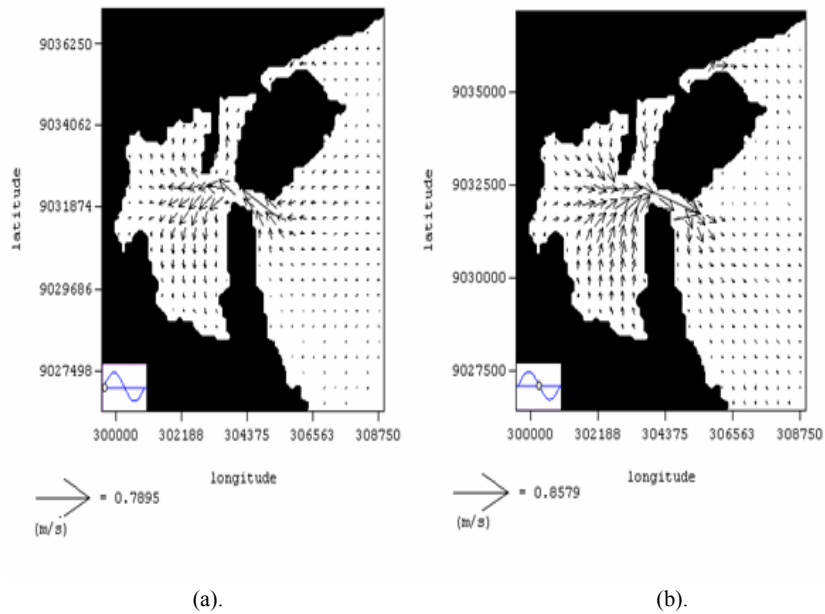 9036250
9034062
9031874
9029686
9027498
latitude
300000 302188 304375 306563 308750
longitude
= 0.7895
(m/s)
(a).
9035000
9032500
9030000
9027500
latitude
300000 302188 304375 306563 308750
longitude
= 0.8579
(m/s)
(b).